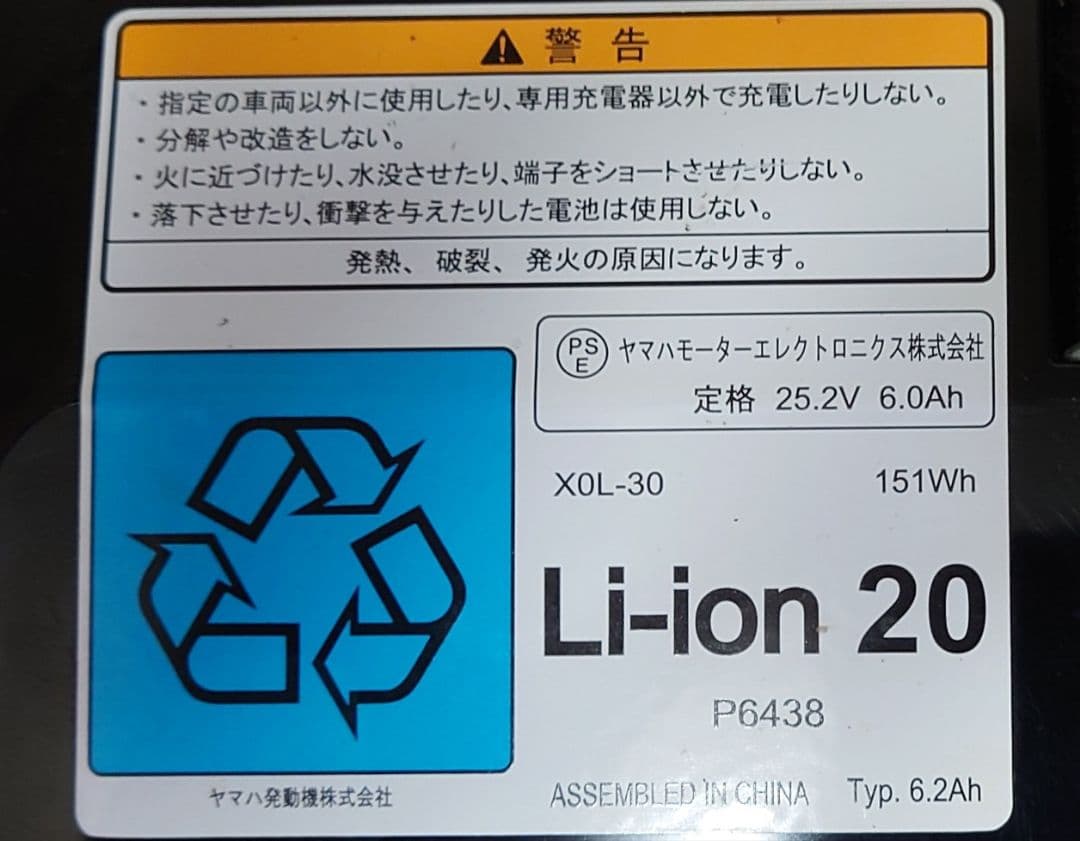 警告
・指定の車両以外に使用したり、専用充電器以外で充電したりしない。
・分解や改造をしない。
・火に近づけたり、水没させたり、端子をショートさせたりしない。
・落下させたり、衝撃を与えたりした電池は使用しない。
発熱、破裂、発火の原因になります。
PS
E
ヤマハモーターエレクトロニクス株式会社
定格 25.2V 6.0Ah
X0L-30 151Wh
Li-ion 20
P6438
ヤマハ発動機株式会社
ASSEMBLED IN CHINA Typ. 6.2Ah